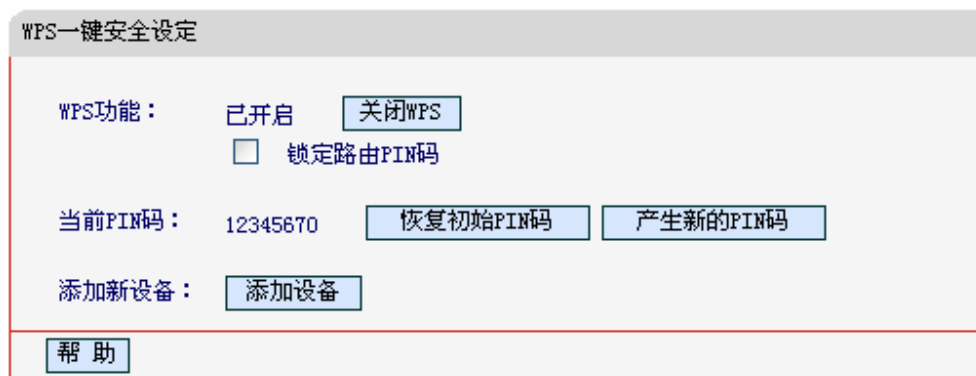 WPS一键安全设定
WPS功能： 已开启 关闭WPS
锁定路由PIN码
当前PIN码： 12345670 恢复初始PIN码 产生新的PIN码
添加新设备： 添加设备
帮 助